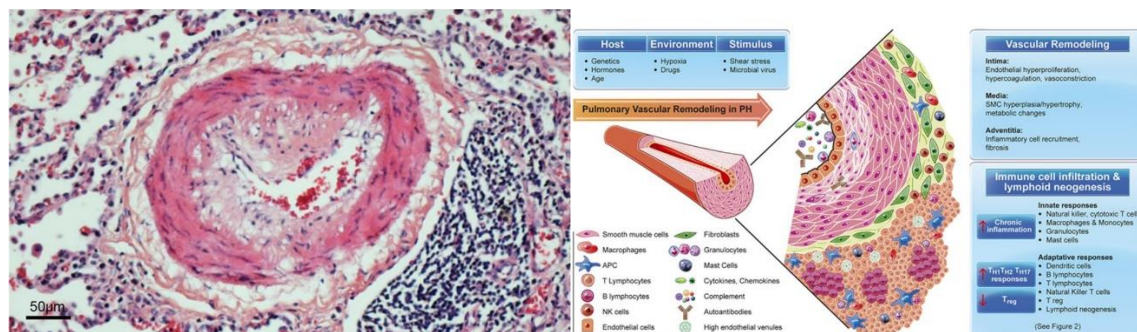 50µm
Host
• Genetics
• Hormones
• Age
Environment
• Hypoxia
• Drugs
Stimulus
• Shear stress
• Microbial virus
Pulmonary Vascular Remodeling in PH
Smooth muscle cells
Macrophages
APC
T Lymphocytes
B lymphocytes
NK cells
Endothelial cells
Fibroblasts
Granulocytes
Mast Cells
Cytokines, Chemokines
Complement
Autoantibodies
High endothelial venules
Vascular Remodeling
Intima:
Endothelial hyperproliferation,
hypercoagulation, vasoconstriction
Media:
SMC hyperplasia/hypertrophy,
metabolic changes
Adventitia:
Inflammatory cell recruitment,
fibrosis
Immune cell infiltration &
lymphoid neogenesis
↑ Chronic
inflammation
Innate responses
• Natural killer, cytotoxic T cell
• Macrophages & Monocytes
• Granulocytes
• Mast cells
↑ TH1TH2 TH17
responses
↓ Treg
Adaptative responses
• Dendritic cells
• B lymphocytes
• T lymphocytes
• Natural Killer T cells
• T reg
• Lymphoid neogenesis
(See Figure 2)